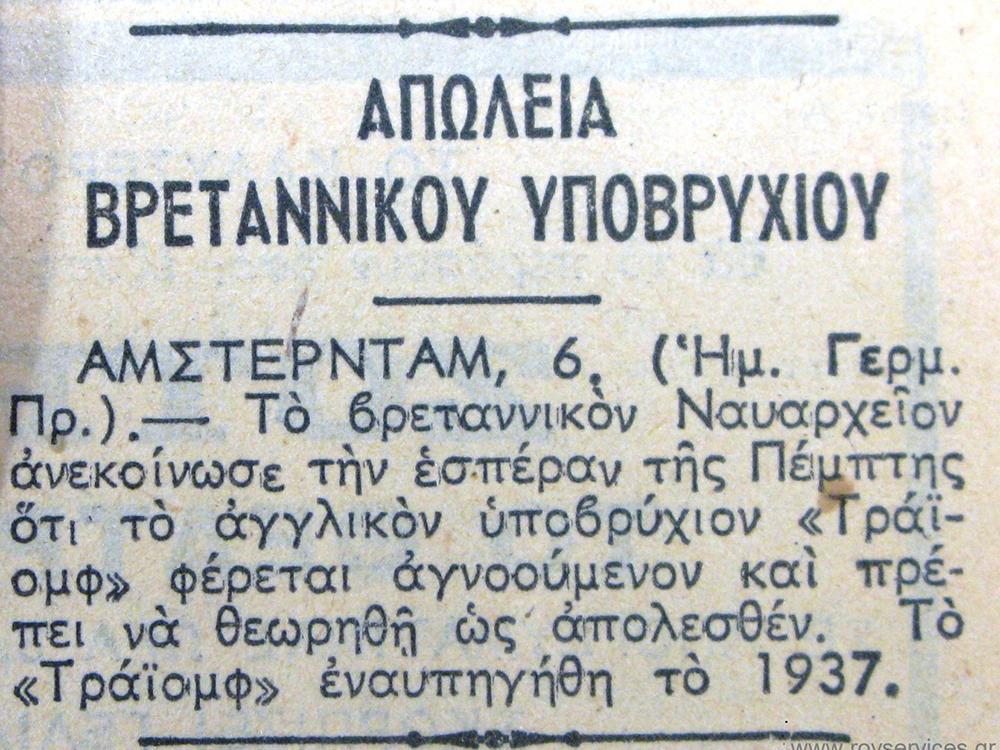 ΑΠΩΛΕΙΑ
ΒΡΕΤΑΝΝΙΚΟΥ ΥΠΟΒΡΥΧΙΟΥ
ΑΜΣΤΕΡΝΤΑΜ, 6. (Ἡμ. Γερμ.
Πρ.).— Τὸ βρεταννικὸν Ναυαρχεῖον
ἀνεκοίνωσε τὴν ἑσπέραν τῆς Πέμπτης
ὅτι τὸ ἀγγλικὸν ὑποβρύχιον «Τράϊ-
ομφ» φέρεται ἀγνοούμενον καὶ πρέ-
πει νὰ θεωρηθῇ ὡς ἀπολεσθέν. Τὸ
«Τράϊομφ» ἐναυπηγήθη τὸ 1937.
www.royservices.gr